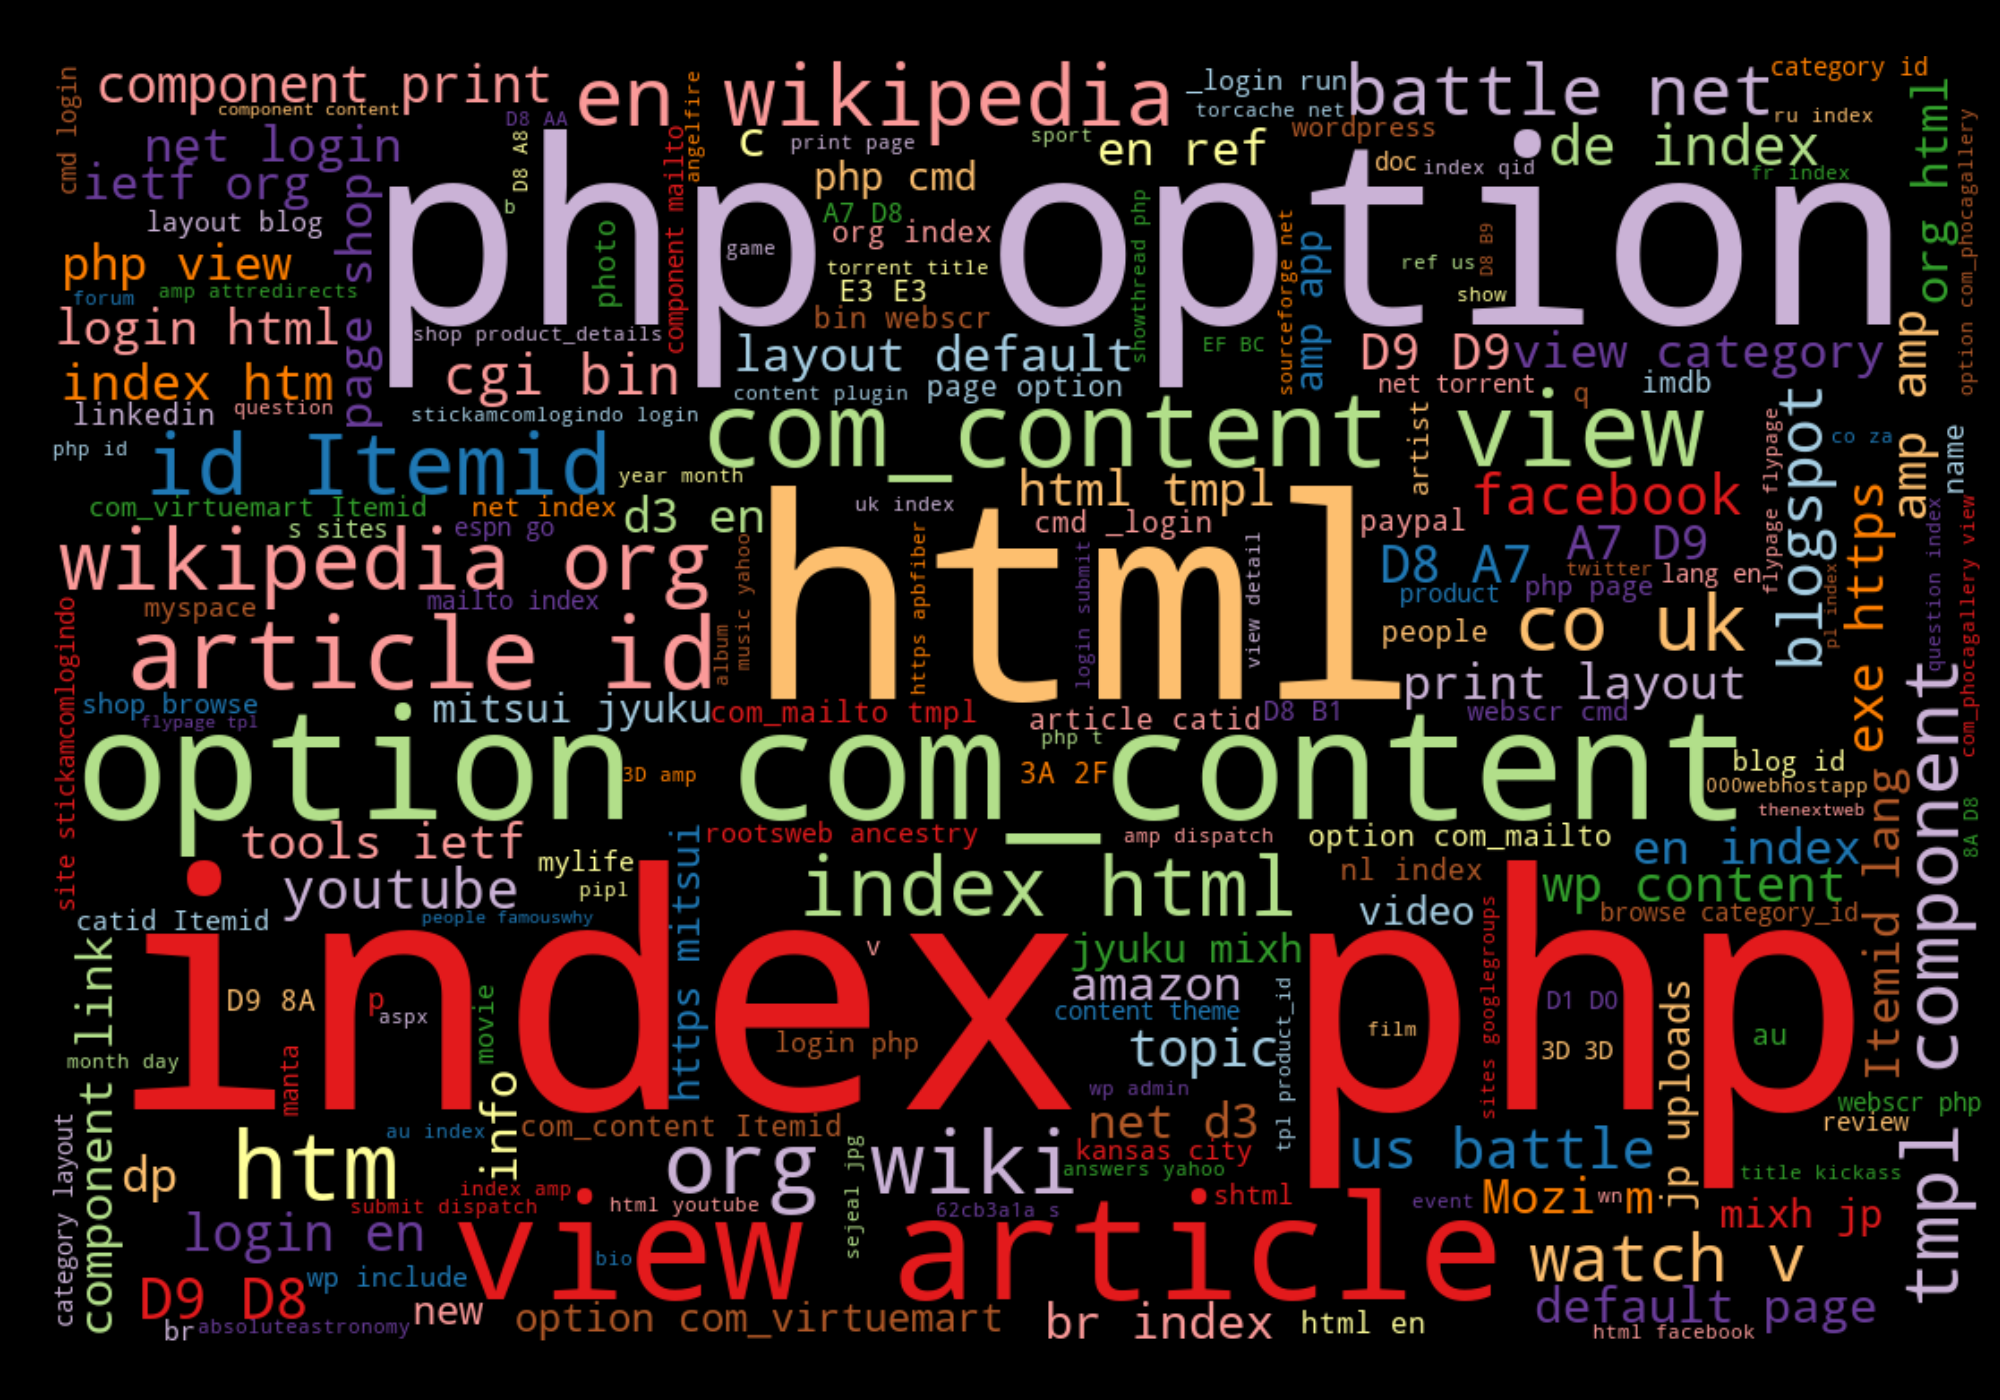 component print
en wikipedia
_login run
battle net
category id
cmd login
component content
angelfire
torcache net
ru index
org html
option com_phocagallery
D8 AA
net login
c
print page
sport
en ref
wordpress
de index
D8 A8
component mailto
doc
index qid
fr index
ietf org
page shop
php option
php cmd
b
layout blog
photo
A7 D8
org index
game
showthread php
sourceforge net
amp app
D8 B9
ref us
php view
torrent title
forum
amp attredirects
E3 E3
show
login html
bin webscr
shop product_details
layout default
EF BC
D9 D9
view category
amp amp
index htm
cgi bin
content plugin
page option
net torrent
q
imdb
linkedin
question
stickamcomlogindo login
com_content view
artist
flypage flypage
blogspot
co za
name
php id
id Itemid
year month
html tmpl
facebook
com_virtuemart Itemid
net index
d3 en
uk index
s sites
espn go
cmd _login
paypal
exe https
question index
com_phocagallery view
wikipedia org
music yahoo
html
https apbfiber
login submit
view detail
D8 A7
A7 D9
twitter
lang en
pl index
product
php page
myspace
mailto index
site stickamcomlogindo
article id
album
people
co uk
print layout
shop browse
flypage tpl
mitsui jyuku
com_mailto tmpl
article catid
D8 B1
webscr cmd
tmpl component
option com_content
php t
3D amp
3A 2F
blog id
000webhostapp
thenextweb
Itemid lang
8A D8
tools ietf
https mitsui
rootsweb ancestry
amp dispatch
option com_mailto
en index
mylife
youtube
pipl
index html
nl index
wp content
catid Itemid
people famouswhy
video
browse category_id
component link
index php
v
jyuku mixh
sites googlegroups
D9 8A
p
aspx
movie
amazon
content theme
tpl product_id
D1 D0
film
jp uploads
au
month day
manta
login php
topic
3D 3D
info
wp admin
webscr php
category layout
au index
com_content Itemid
net d3
review
dp
htm
sejeal jpg
org wiki
kansas city
us battle
answers yahoo
title kickass
index amp
submit dispatch
html youtube
62cb3a1a s
shtml
event
Mozi m
wn
mixh jp
login en
view article
bio
watch v
D9 D8
wp include
new
option com_virtuemart
br index
html en
default page
br
absoluteastronomy
html facebook